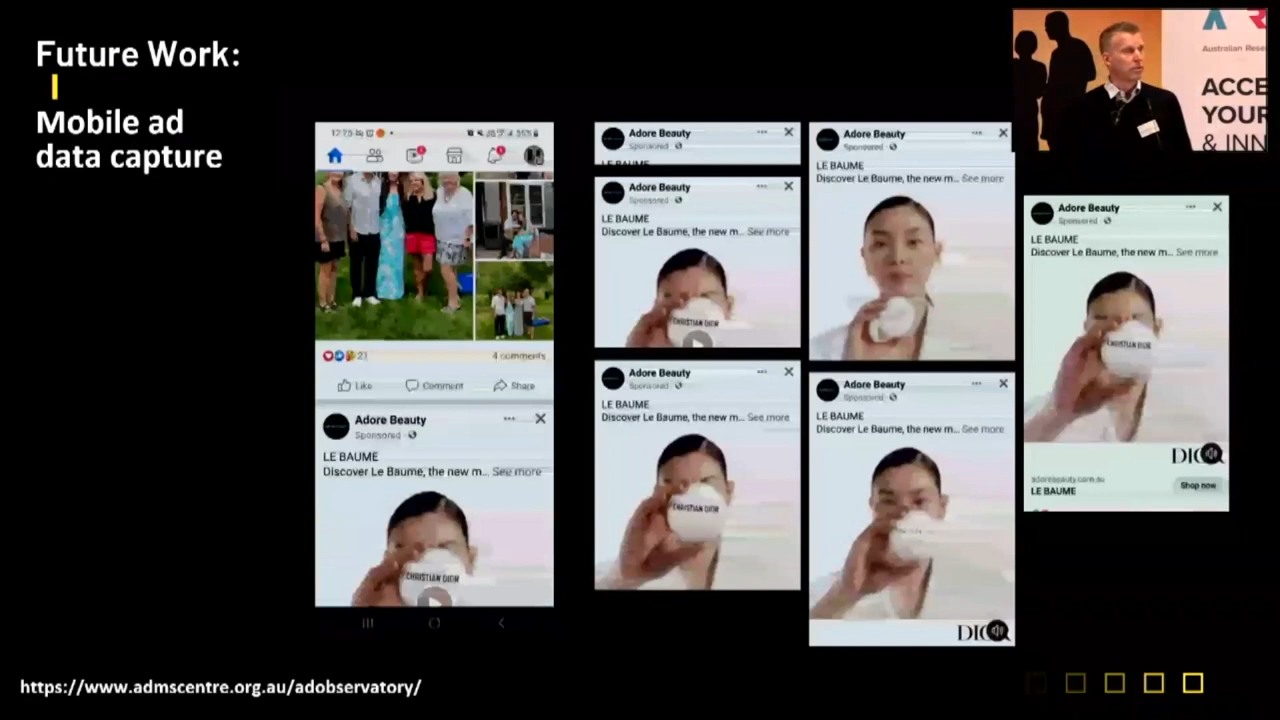 Future Work:
Mobile ad
data capture
Australian
ACCE
YOUR
& INN
Like
Comment
Share
4 comments
Adore Beauty
Sponsored
LE BAUME
Discover Le Baume, the new m... See more
CHRISTIAN DIOR
Adore Beauty
Sponsored
LE BAUME
Adore Beauty
Sponsored
LE BAUME
Discover Le Baume, the new m... See more
CHRISTIAN DIOR
Adore Beauty
Sponsored
LE BAUME
Discover Le Baume, the new m... See more
CHRISTIAN DIOR
Adore Beauty
Sponsored
LE BAUME
Discover Le Baume, the new m... See more
Adore Beauty
Sponsored
LE BAUME
Discover Le Baume, the new m... See more
Adore Beauty
Sponsored
LE BAUME
Discover Le Baume, the new m... See more
CHRISTIAN DIOR
adorebeauty.com.au
LE BAUME
Shop now
https://www.admscentre.org.au/adobservatory/